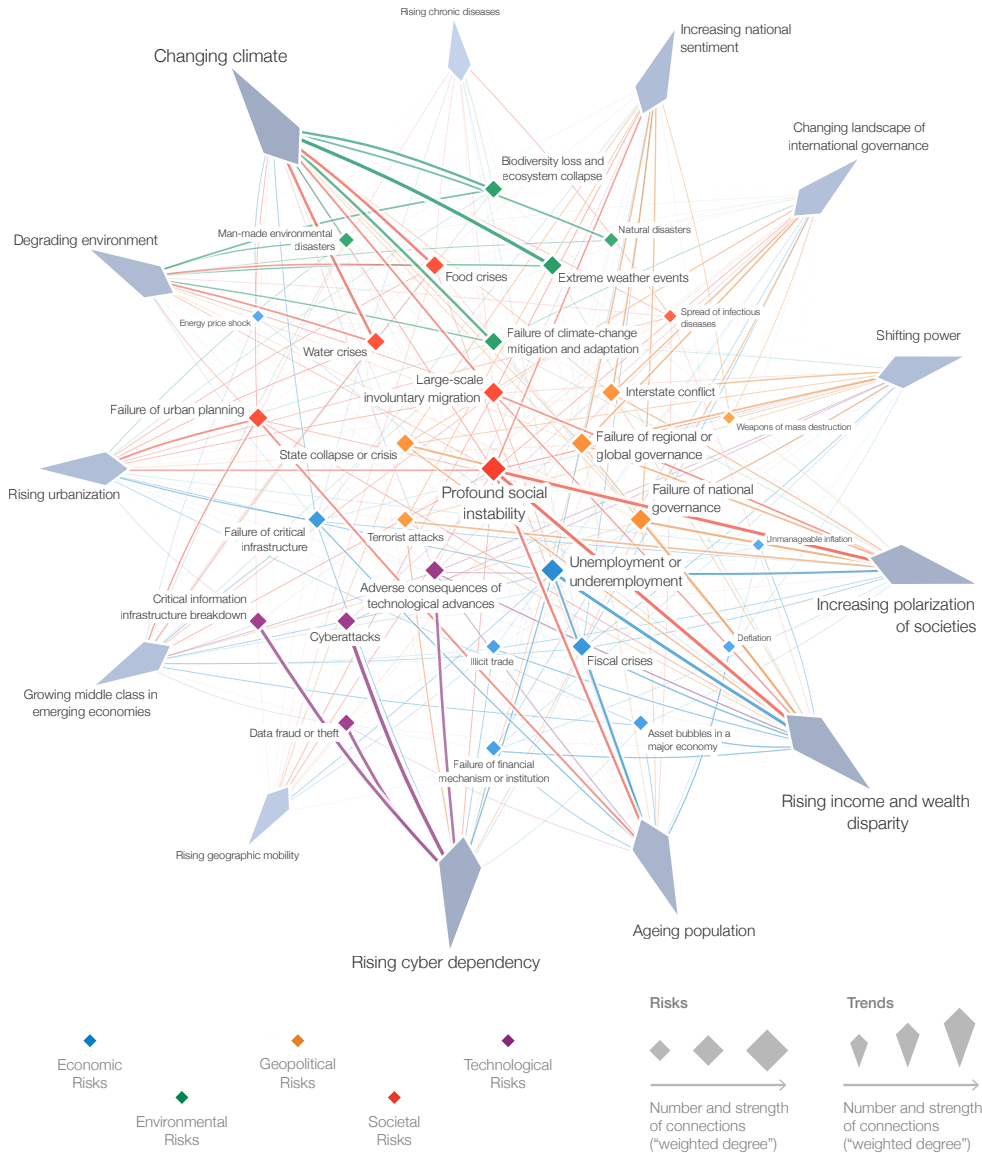 Rising chronic diseases
Increasing national
sentiment
Changing climate
Changing landscape of
international governance
Biodiversity loss and
ecosystem collapse
Degrading environment
Man-made environmental
disasters
Natural disasters
Food crises
Extreme weather events
Energy price shock
Spread of infectious
diseases
Shifting power
Water crises
Failure of climate-change
mitigation and adaptation
Large-scale
involuntary migration
Interstate conflict
Failure of urban planning
Weapons of mass destruction
State collapse or crisis
Failure of regional or
global governance
Rising urbanization
Profound social
instability
Failure of national
governance
Failure of critical
infrastructure
Terrorist attacks
Unmanageable inflation
Unemployment or
underemployment
Adverse consequences of
technological advances
Increasing polarization
of societies
Critical information
infrastructure breakdown
Cyberattacks
Deflation
Illicit trade
Fiscal crises
Growing middle class in
emerging economies
Data fraud or theft
Asset bubbles in a
major economy
Failure of financial
mechanism or institution
Rising income and wealth
disparity
Rising geographic mobility
Ageing population
Rising cyber dependency
Risks
Trends
Economic
Risks
Geopolitical
Risks
Technological
Risks
Environmental
Risks
Societal
Risks
Number and strength
of connections
(“weighted degree”)
Number and strength
of connections
(“weighted degree”)